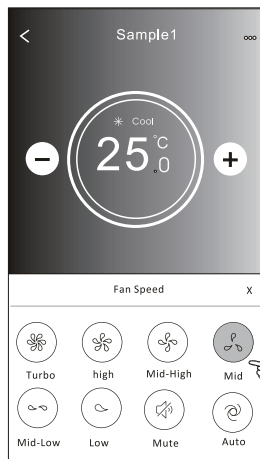 Sample1
Cool
25.0°C
Fan Speed X
Turbo high Mid-High Mid
Mid-Low Low Mute Auto